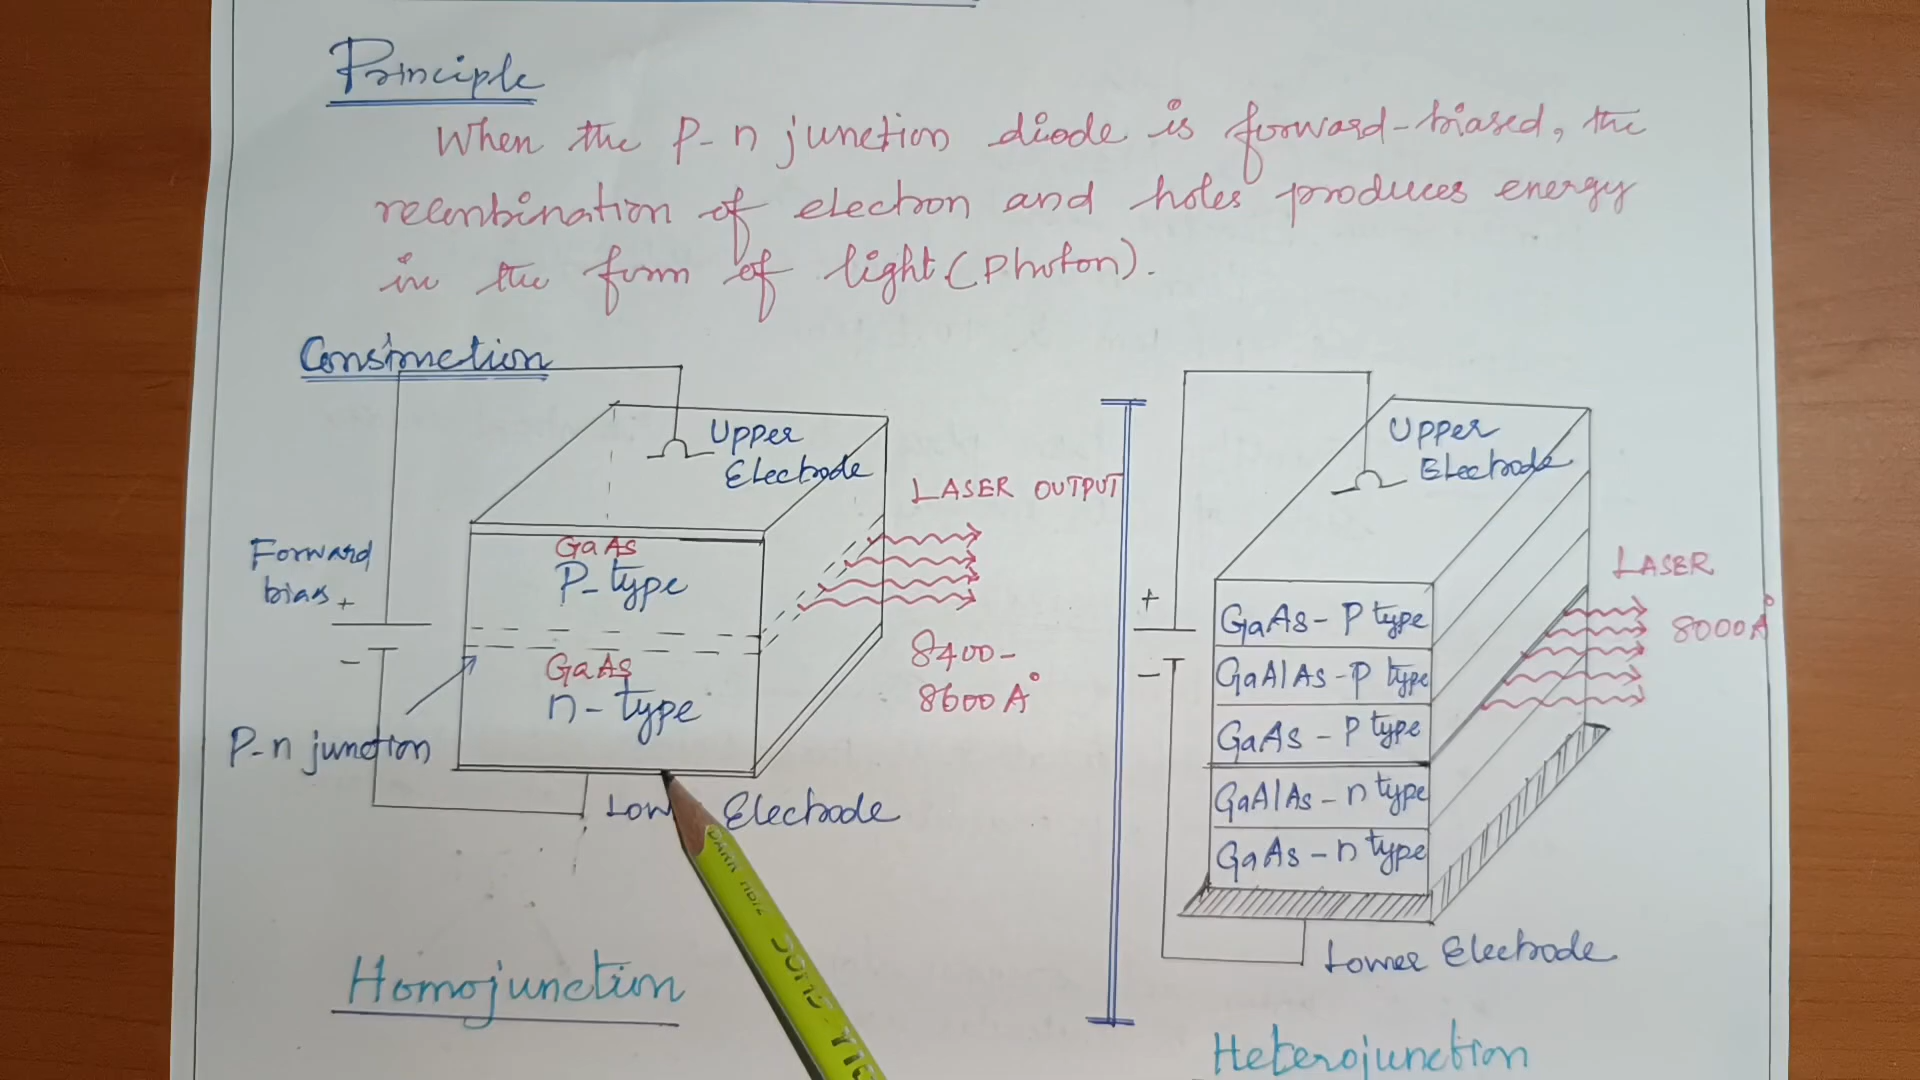 Principle
When the P-n junction diode is forward-biased, the
recombination of electron and holes produces energy
in the form of light (Photon).
Construction
Upper
Electrode
LASER OUTPUT
GaAs
P-type
Forward
bias +
-
GaAs
n-type
8400-
8600 A°
P-n junction
Electrode
Homojunction
Upper
Electrode
LASER
8000 A°
+
-
GaAs - P type
GaAlAs - P type
GaAs - P type
GaAlAs - n type
GaAs - n type
Lower Electrode
Heterojunction